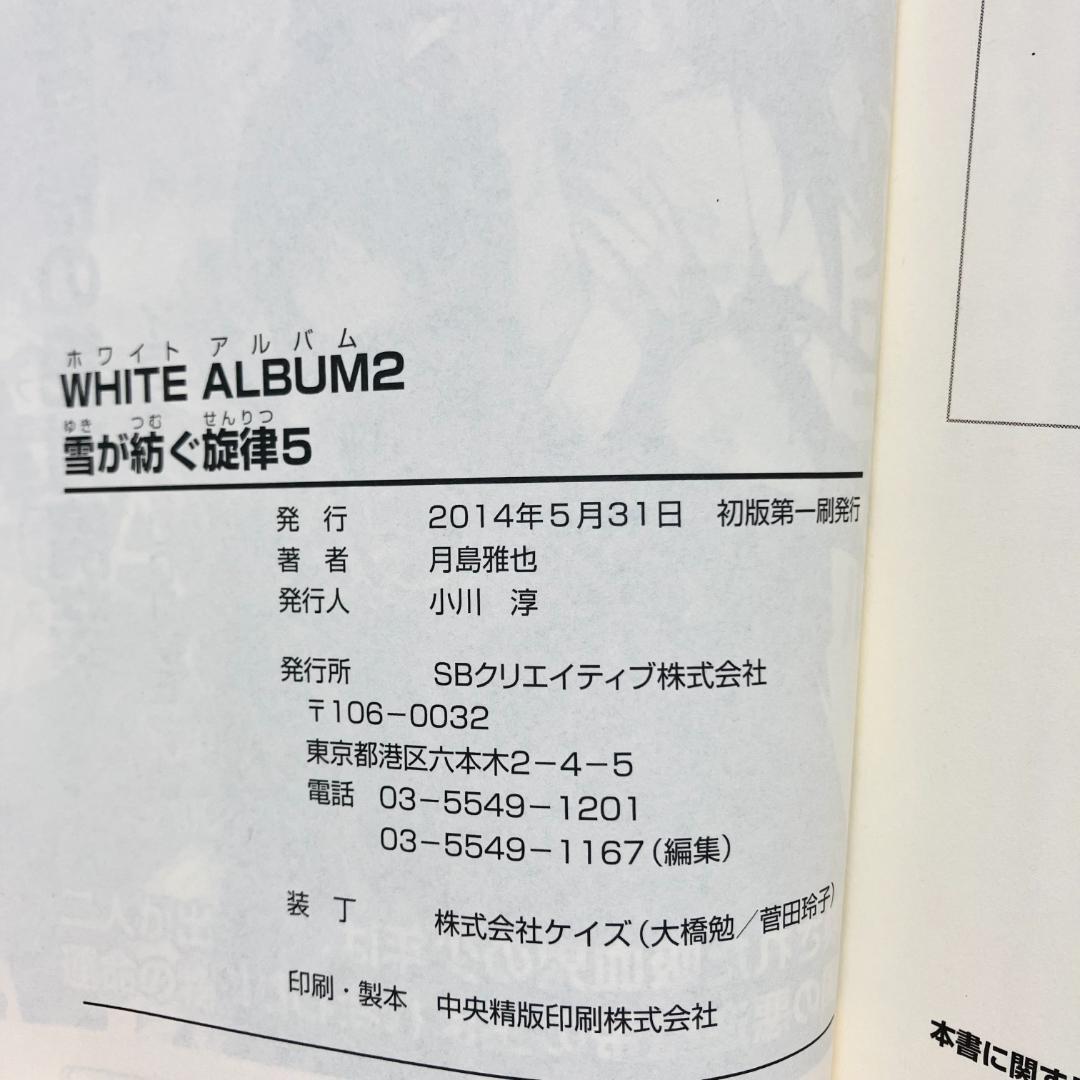 ホワイト アルバム
WHITE ALBUM2
ゆき つむ せんりつ
雪が紡ぐ旋律5
発 行 2014年5月31日 初版第一刷発行
著 者 月島雅也
発行人 小川 淳
発行所 SBクリエイティブ株式会社
〒106-0032
東京都港区六本木2-4-5
電話 03-5549-1201
03-5549-1167(編集)
装 丁 株式会社ケイズ(大橋勉/菅田玲子)
印刷・製本 中央精版印刷株式会社
本書に関す